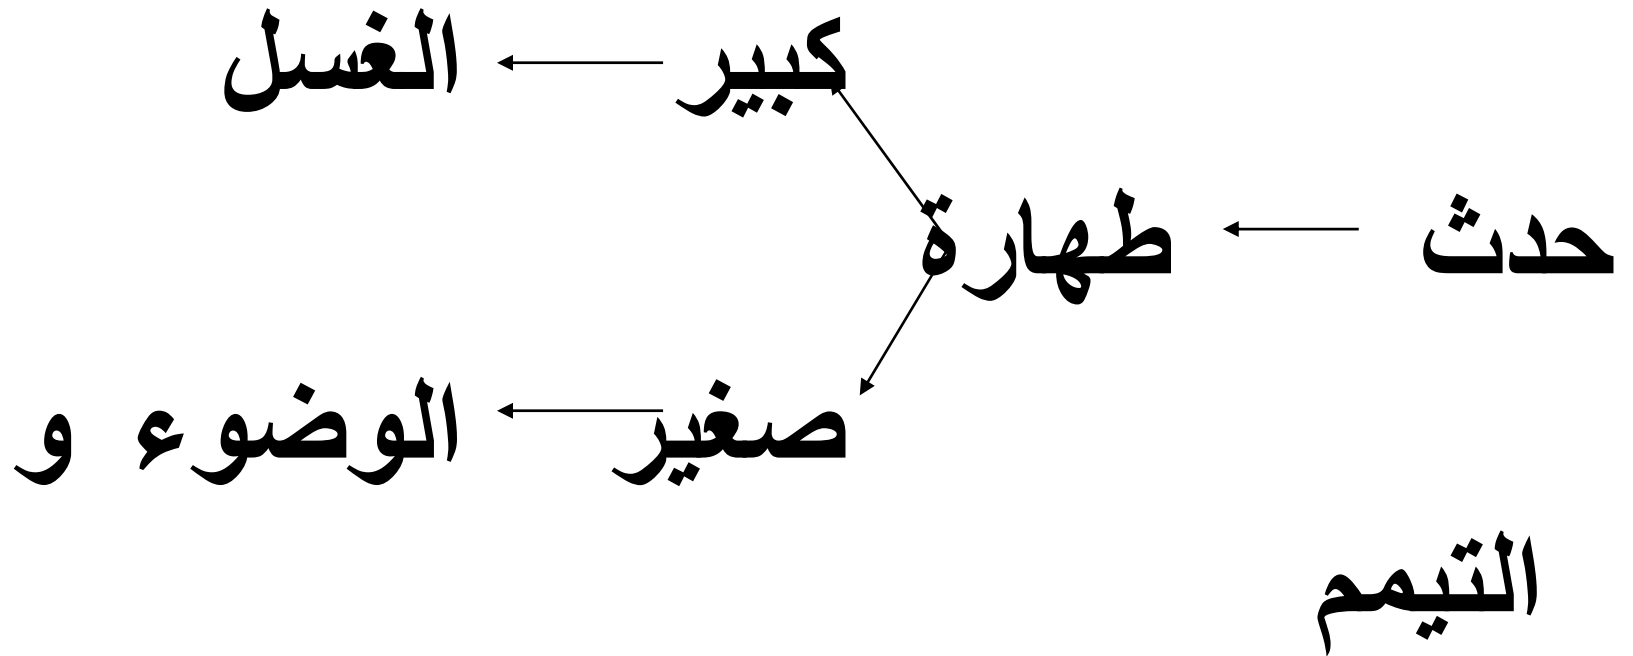 كبير الغسل
حدث طهارة
صغير الوضوء و
التيمم